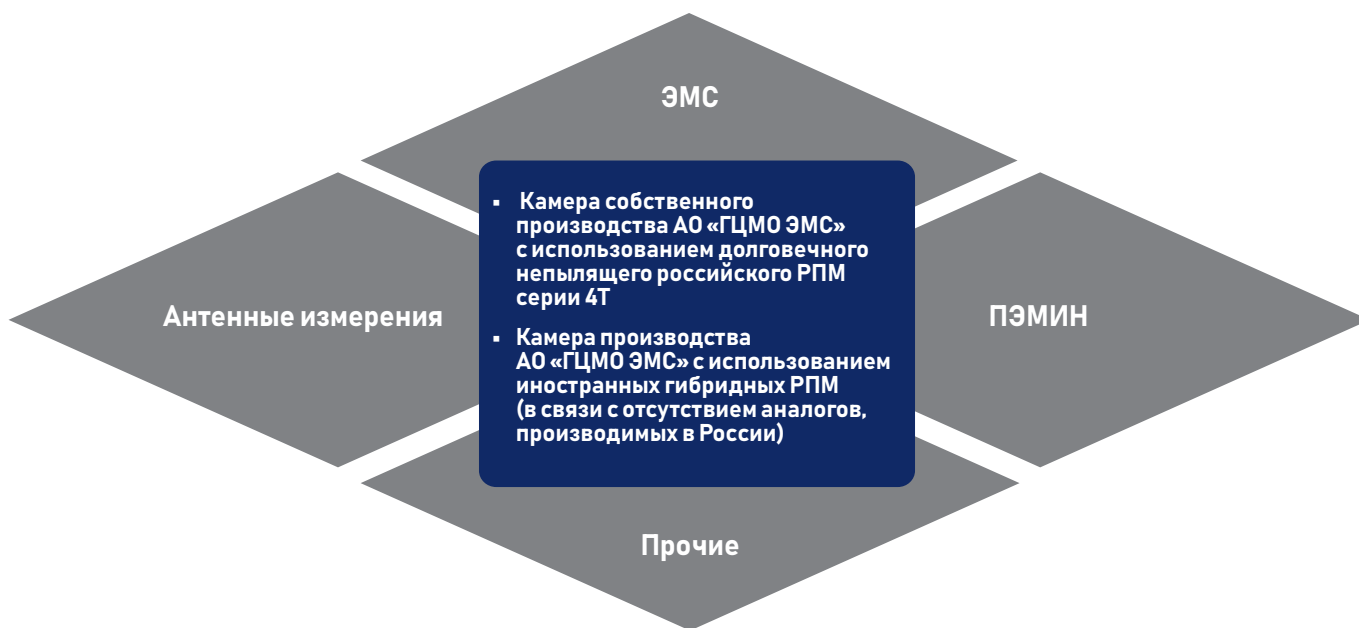 ЭМС
▪ Камера собственного
производства АО «ГЦМО ЭМС»
с использованием долговечного
непылящего российского РПМ
серии 4Т
▪ Камера производства
АО «ГЦМО ЭМС» с использованием
иностранных гибридных РПМ
(в связи с отсутствием аналогов,
производимых в России)
Антенные измерения
ПЭМИН
Прочие